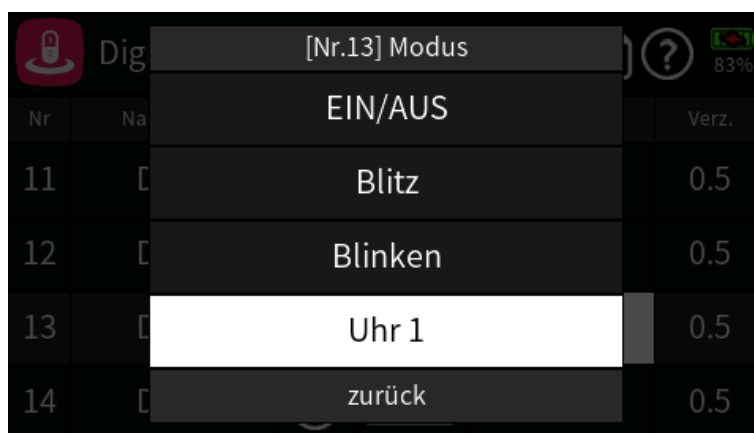 Dig
[Nr.13] Modus
83%
Nr
Na
Verz.
EIN/AUS
11
D
Blitz
0.5
12
D
Blinken
0.5
13
D
Uhr 1
0.5
14
D
zurück
0.5